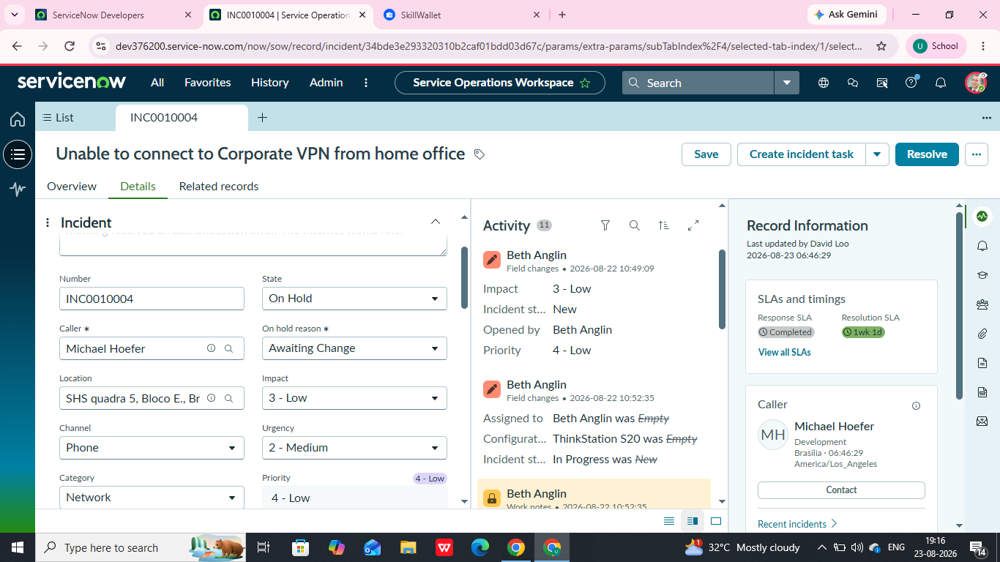 ServiceNow Developers
INC0010004 | Service Operation
SkillWallet
Ask Gemini
dev376200.service-now.com/now/sow/record/incident/34bde3e293320310b2caf01bdd03d67c/params/extra-params/subTabIndex%2F4/selected-tab-index/1/select...
U School
servicenow
All
Favorites
History
Admin
Service Operations Workspace
Search
List
INC0010004
Unable to connect to Corporate VPN from home office
Save
Create incident task
Resolve
Overview
Details
Related records
Incident
Number
INC0010004
State
On Hold
Caller *
Michael Hoefer
On hold reason *
Awaiting Change
Location
SHS quadra 5, Bloco E., Br
Impact
3 - Low
Channel
Phone
Urgency
2 - Medium
Category
Network
Priority
4 - Low
4 - Low
Activity 11
Beth Anglin
Field changes • 2026-08-22 10:49:09
Impact 3 - Low
Incident st... New
Opened by Beth Anglin
Priority 4 - Low
Beth Anglin
Field changes • 2026-08-22 10:52:35
Assigned to Beth Anglin was Empty
Configurat... ThinkStation S20 was Empty
Incident st... In Progress was New
Beth Anglin
Work notes • 2026-08-22 10:52:35
Record Information
Last updated by David Loo
2026-08-23 06:46:29
SLAs and timings
Response SLA
Completed
Resolution SLA
1wk 1d
View all SLAs
Caller
MH
Michael Hoefer
Development
Brasilia • 06:46:29
America/Los_Angeles
Contact
Recent incidents
Type here to search
1
32°C Mostly cloudy
ENG
19:16
23-08-2026
14